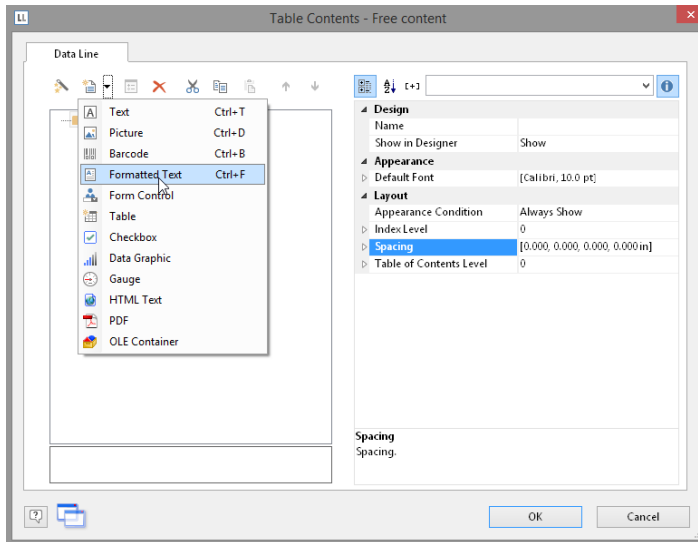 LL Table Contents - Free content
Data Line
[+]
Text Ctrl+T
Picture Ctrl+D
Barcode Ctrl+B
Formatted Text Ctrl+F
Form Control
Table
Checkbox
Data Graphic
Gauge
HTML Text
PDF
OLE Container
Design
Name
Show in Designer Show
Appearance
Default Font [Calibri, 10.0 pt]
Layout
Appearance Condition Always Show
Index Level 0
Spacing [0.000, 0.000, 0.000, 0.000 in]
Table of Contents Level 0
Spacing
Spacing.
OK Cancel